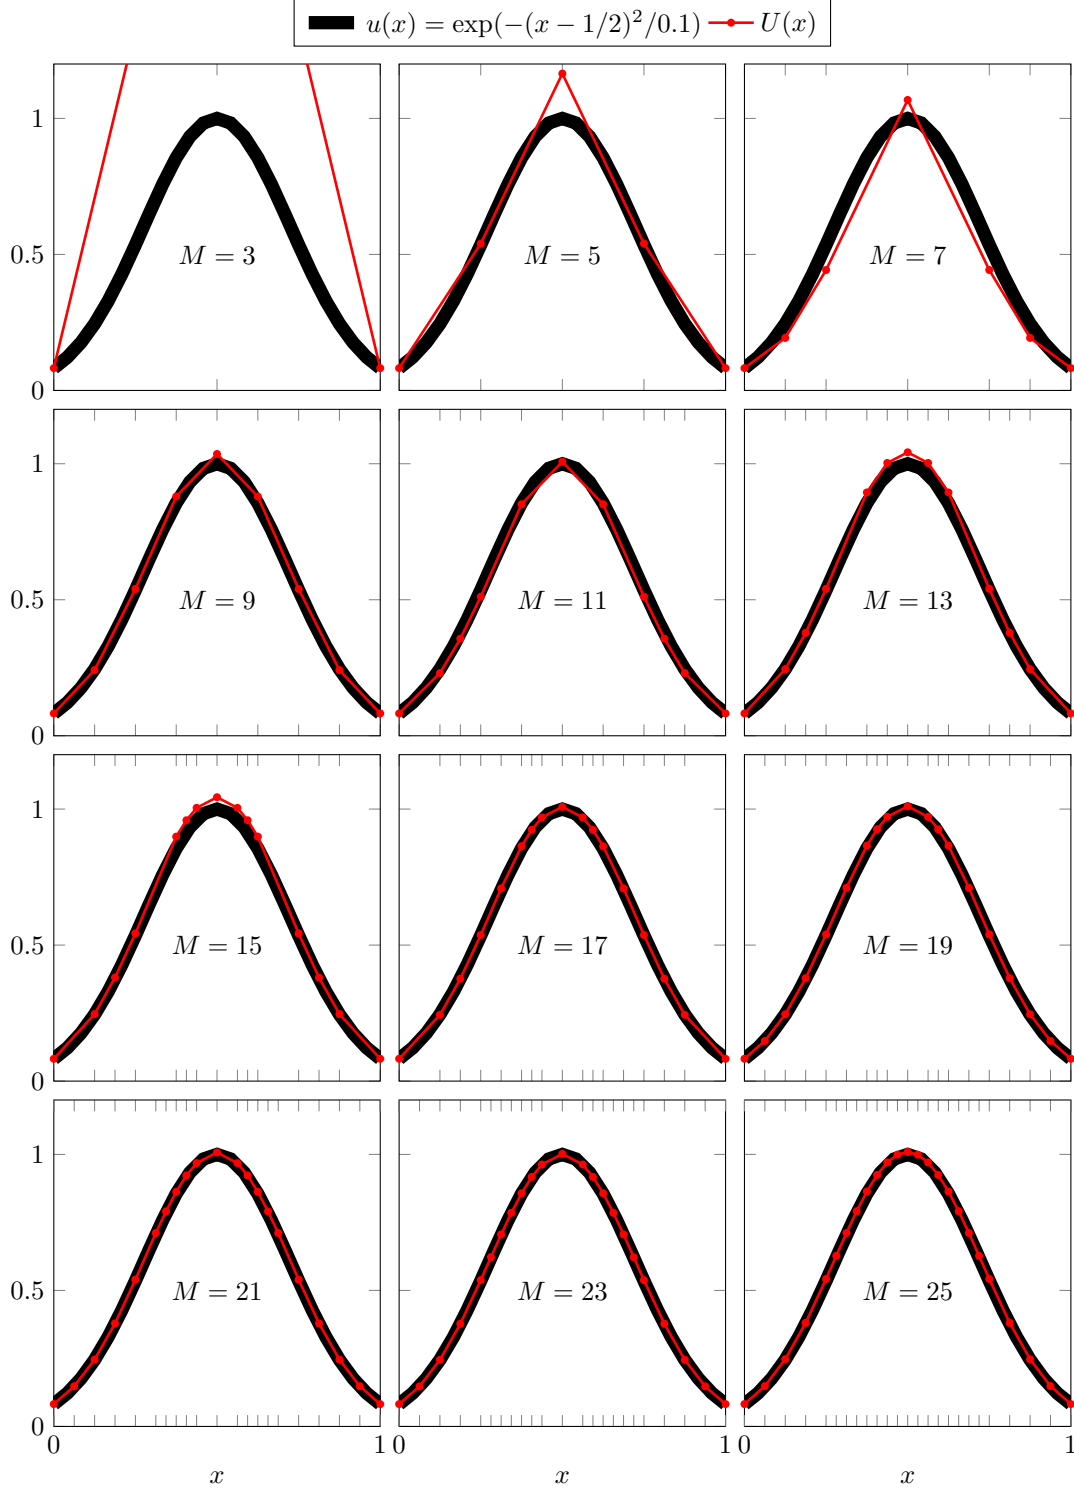 u(x) = exp(−(x − 1/2)²/0.1) U(x)
1
0.5
0
M = 3
M = 5
M = 7
1
0.5
0
M = 9
M = 11
M = 13
1
0.5
0
M = 15
M = 17
M = 19
1
0.5
0
M = 21
M = 23
M = 25
0 1 0 1 0 1
x x x